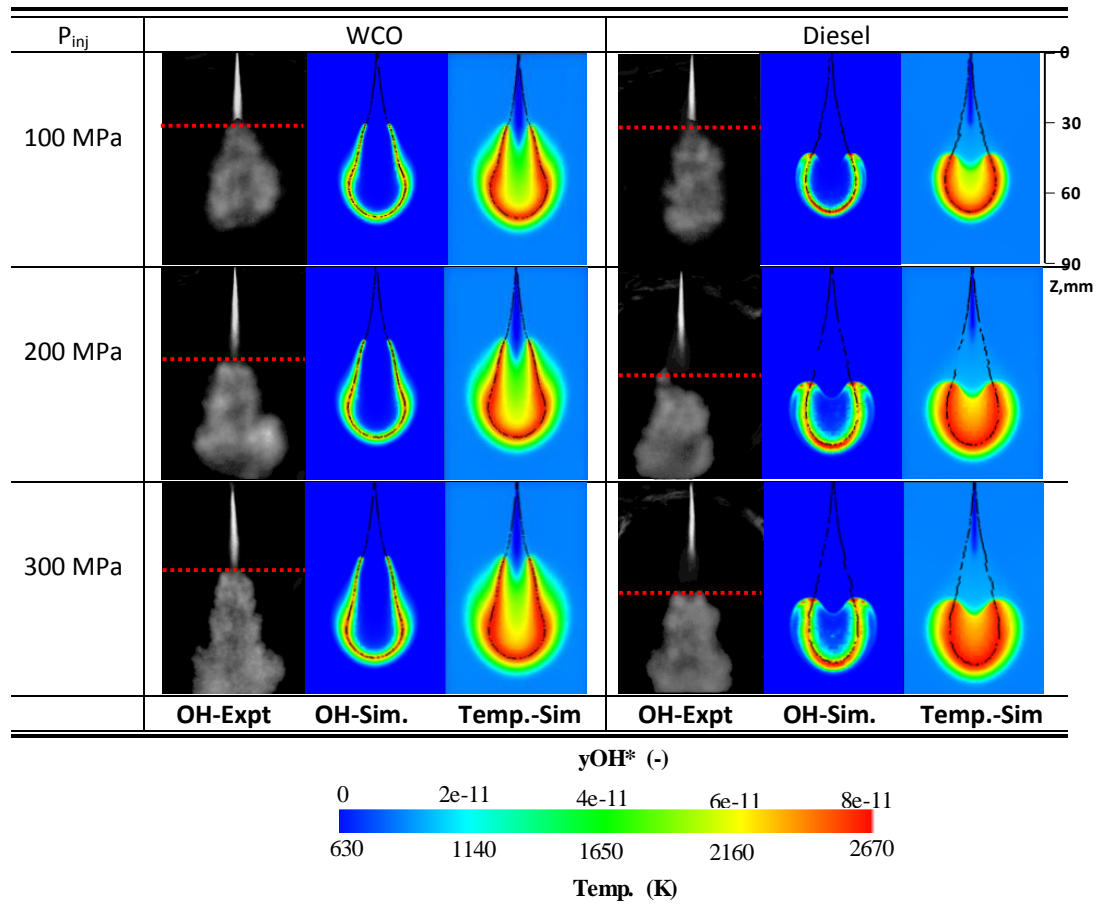 P_inj WCO Diesel
0
100 MPa 30
60
90
Z,mm
200 MPa
300 MPa
OH-Expt OH-Sim. Temp.-Sim OH-Expt OH-Sim. Temp.-Sim
yOH* (-)
0 2e-11 4e-11 6e-11 8e-11
630 1140 1650 2160 2670
Temp. (K)